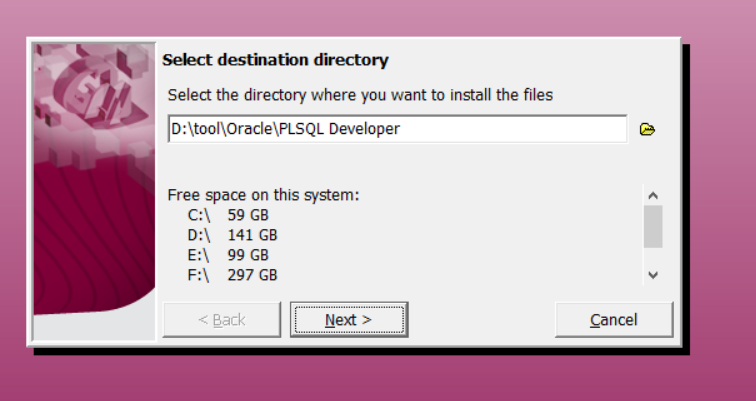 Select destination directory
Select the directory where you want to install the files
D:\tool\Oracle\PLSQL Developer
Free space on this system:
C:\ 59 GB
D:\ 141 GB
E:\ 99 GB
F:\ 297 GB
< Back Next > Cancel